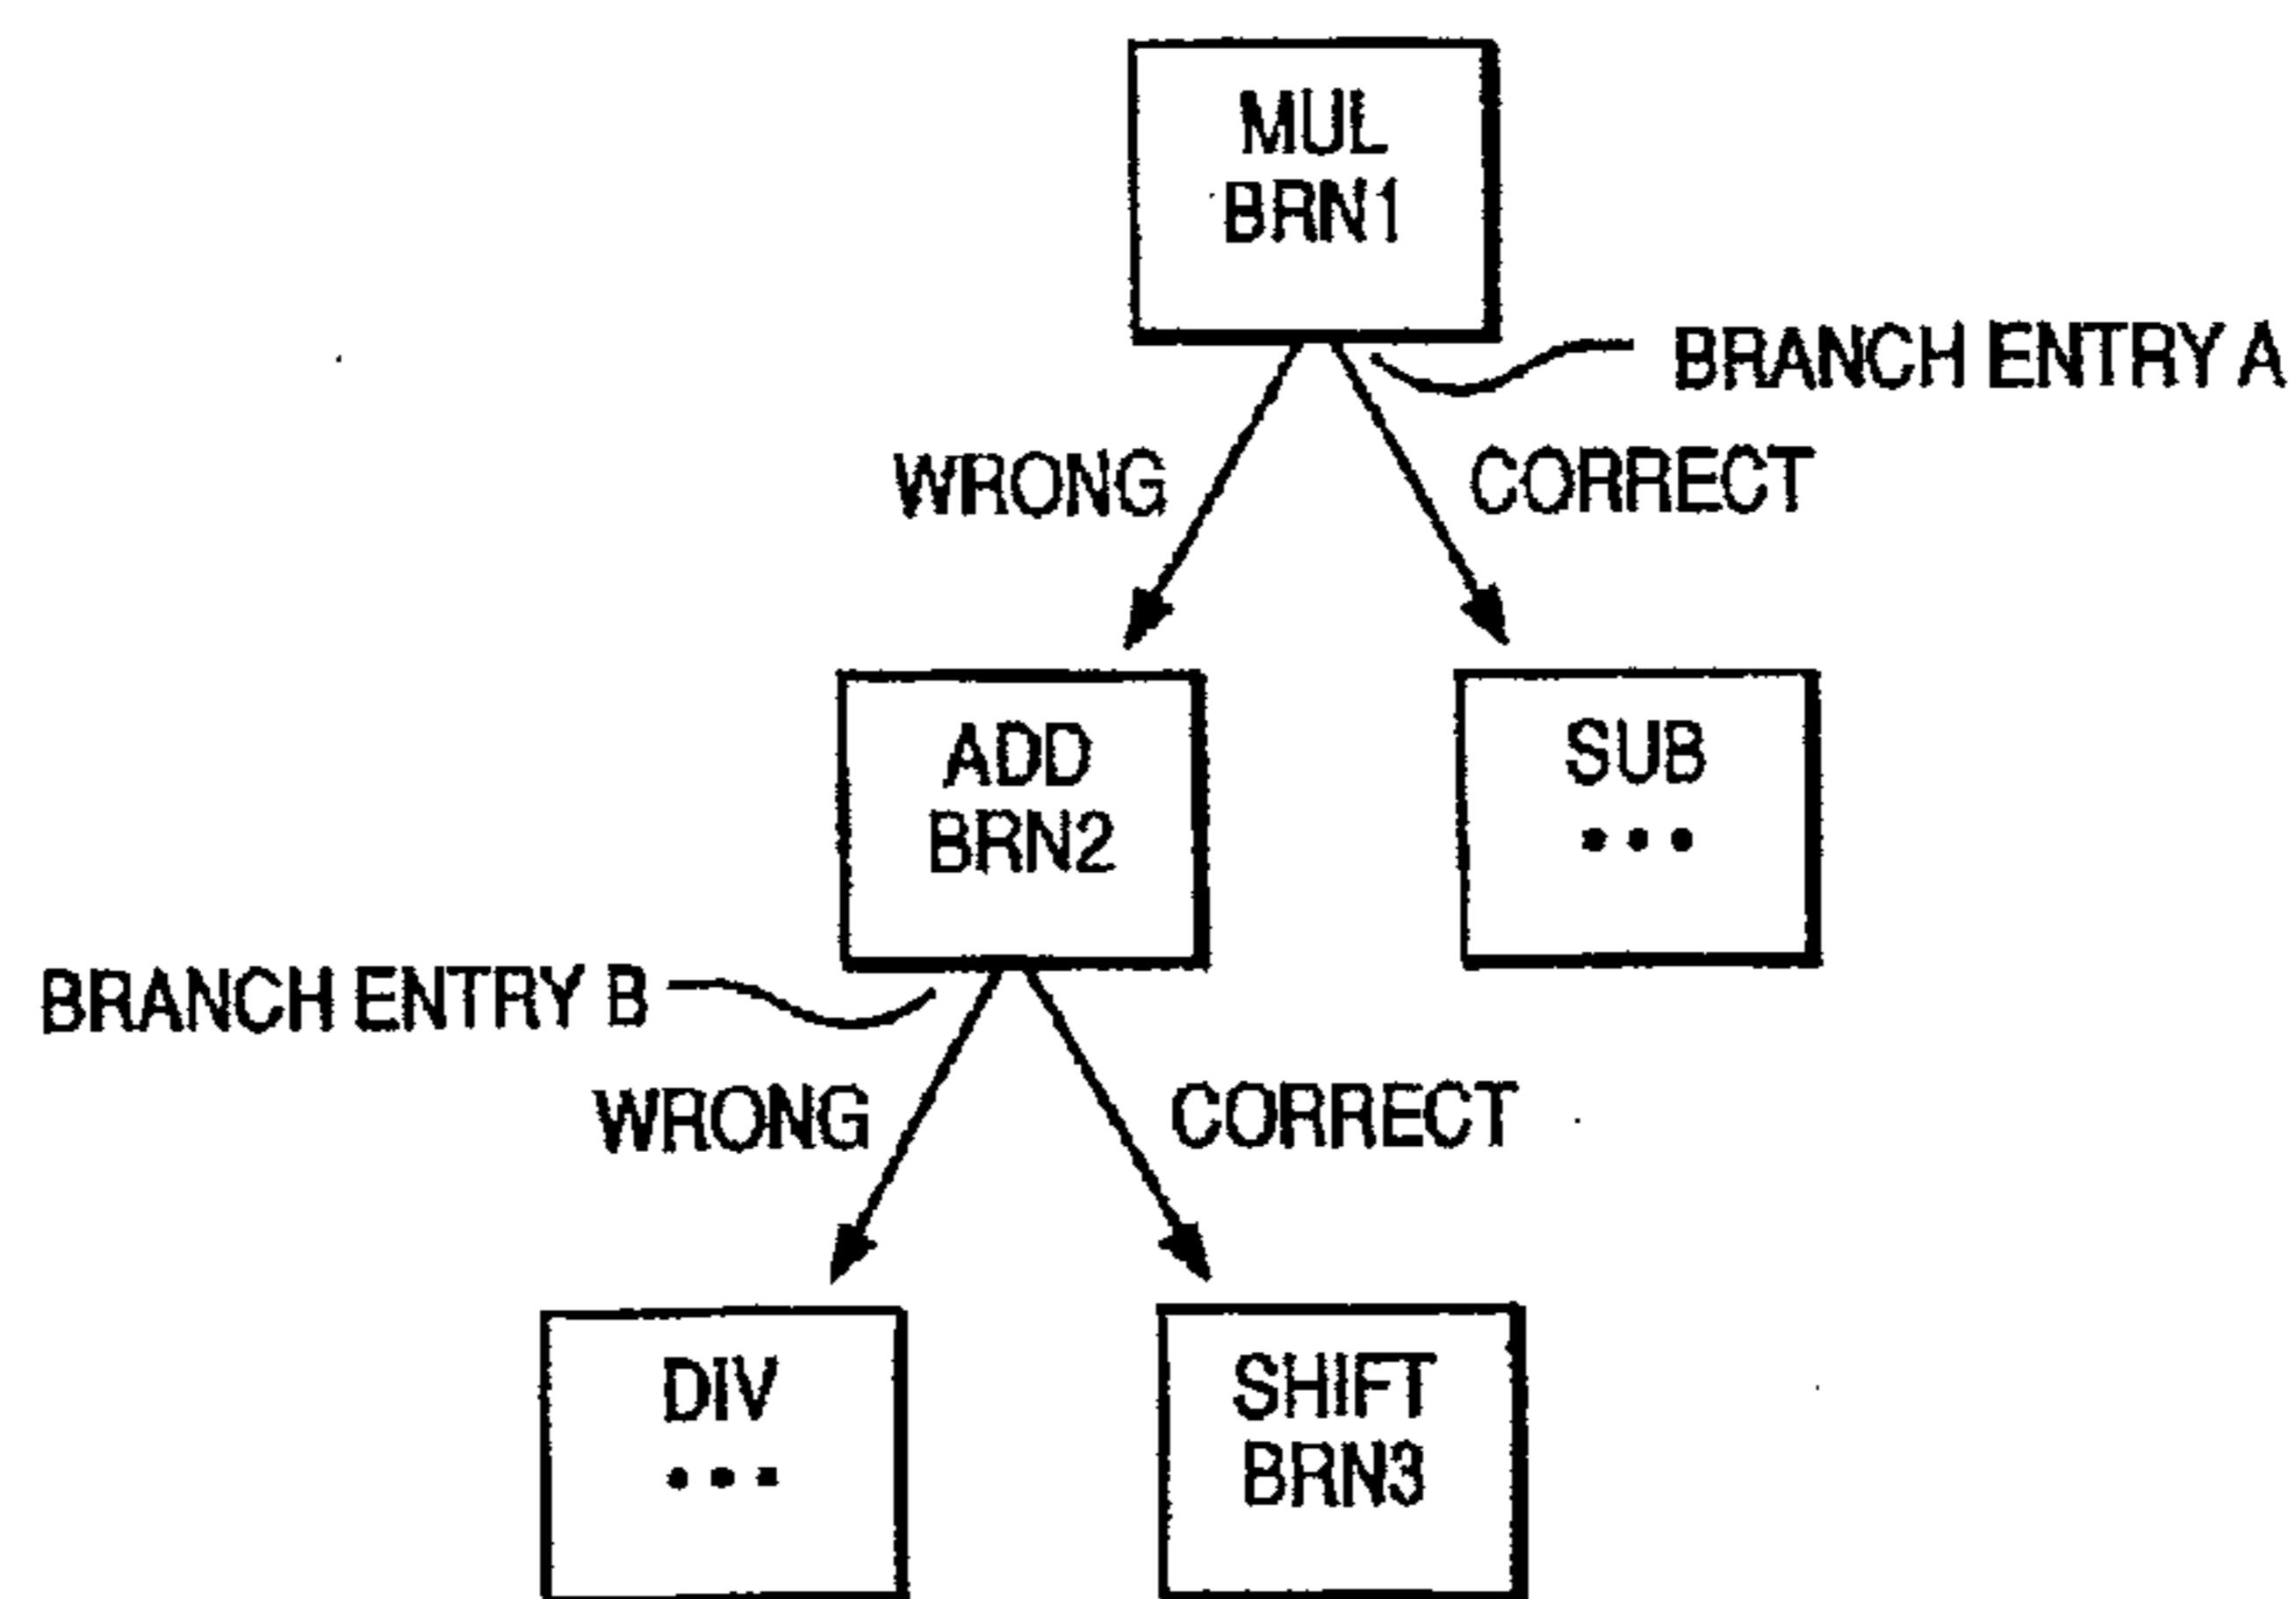 MUL
BRN1
BRANCH ENTRY A
WRONG
CORRECT
ADD
BRN2
SUB
• • •
BRANCH ENTRY B
WRONG
CORRECT
DIV
• • •
SHIFT
BRN3